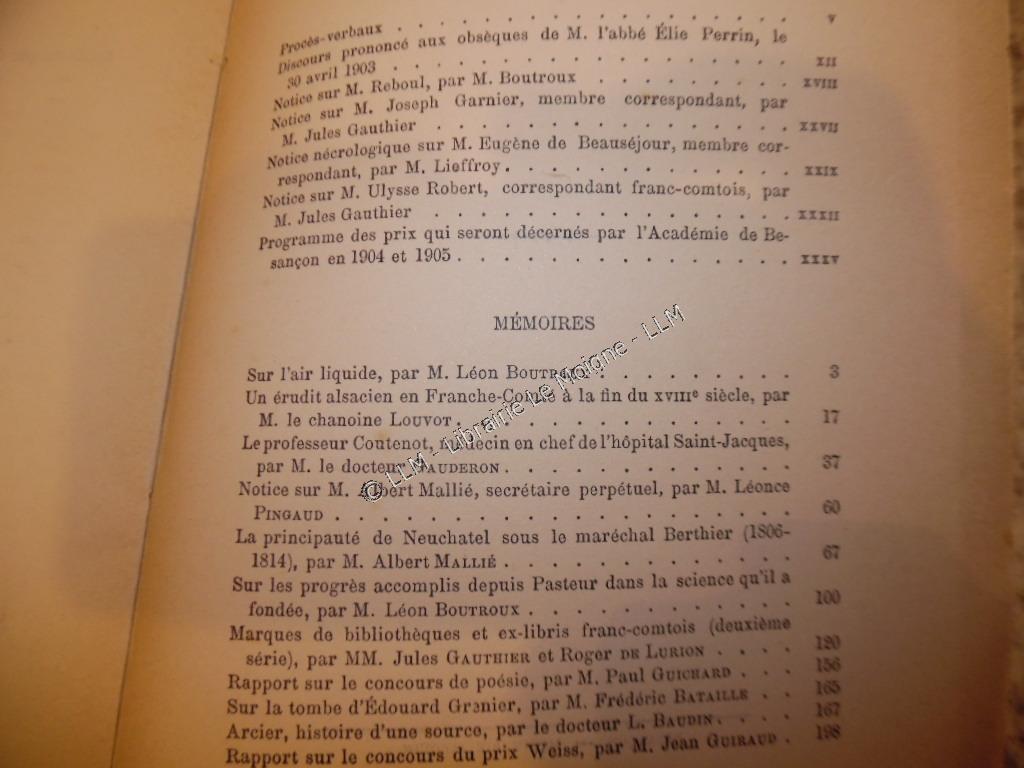 Procès-verbaux . . . . . . . . . . . . . . . . v
Discours prononcé aux obsèques de M. l'abbé Élie Perrin, le
30 avril 1903 . . . . . . . . . . . . . . . . XII
Notice sur M. Reboul, par M. Boutroux . . . . . . . XVIII
Notice sur M. Joseph Garnier, membre correspondant, par
M. Jules Gauthier . . . . . . . . . . . . . . XXVII
Notice nécrologique sur M. Eugène de Beauséjour, membre cor-
respondant, par M. Lieffroy . . . . . . . . . . . XXIX
Notice sur M. Ulysse Robert, correspondant franc-comtois, par
M. Jules Gauthier . . . . . . . . . . . . . . XXXII
Programme des prix qui seront décernés par l'Académie de Be-
sançon en 1904 et 1905 . . . . . . . . . . . . . XXXV
MÉMOIRES
Sur l'air liquide, par M. Léon BOUTROUX . . . . . . . . 3
Un érudit alsacien en Franche-Comté à la fin du XVIIIe siècle, par
M. le chanoine LOUVOT . . . . . . . . . . . . . 17
Le professeur Coutenot, médecin en chef de l'hôpital Saint-Jacques,
par M. le docteur GAUDERON . . . . . . . . . . . 37
Notice sur M. Albert Mallié, secrétaire perpétuel, par M. Léonce
PINGAUD . . . . . . . . . . . . . . . . . . 60
La principauté de Neuchatel sous le maréchal Berthier (1806-
1814), par M. Albert MALLIÉ . . . . . . . . . . . 67
Sur les progrès accomplis depuis Pasteur dans la science qu'il a
fondée, par M. Léon BOUTROUX . . . . . . . . . . 100
Marques de bibliothèques et ex-libris franc-comtois (deuxième
série), par MM. Jules GAUTHIER et Roger DE LURION . . . . 120
Rapport sur le concours de poésie, par M. Paul GUICHARD . . . 156
Sur la tombe d'Édouard Grenier, par M. Frédéric BATAILLE . . 165
Arcier, histoire d'une source, par le docteur L. BAUDIN . . . . 167
Rapport sur le concours du prix Weiss, par M. Jean GUIRAUD . 198
© LLM - Librairie Le Moigne - LLM